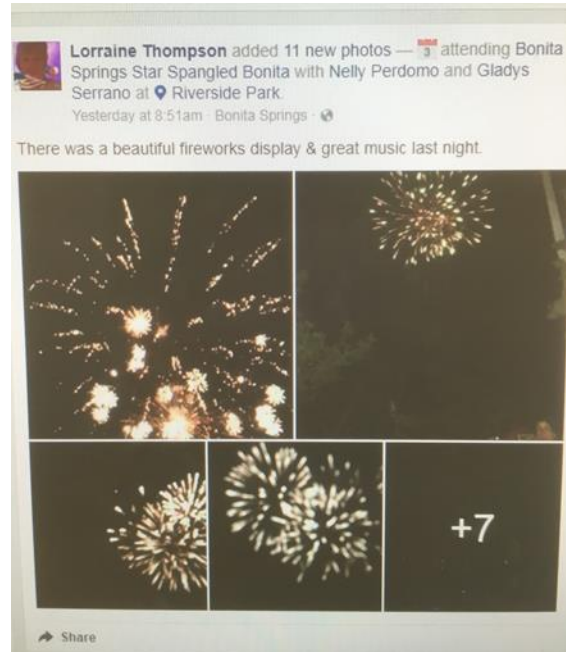 Lorraine Thompson added 11 new photos — 3 attending Bonita
Springs Star Spangled Bonita with Nelly Perdomo and Gladys
Serrano at Riverside Park.
Yesterday at 8:51am · Bonita Springs ·
There was a beautiful fireworks display & great music last night.
+7
Share